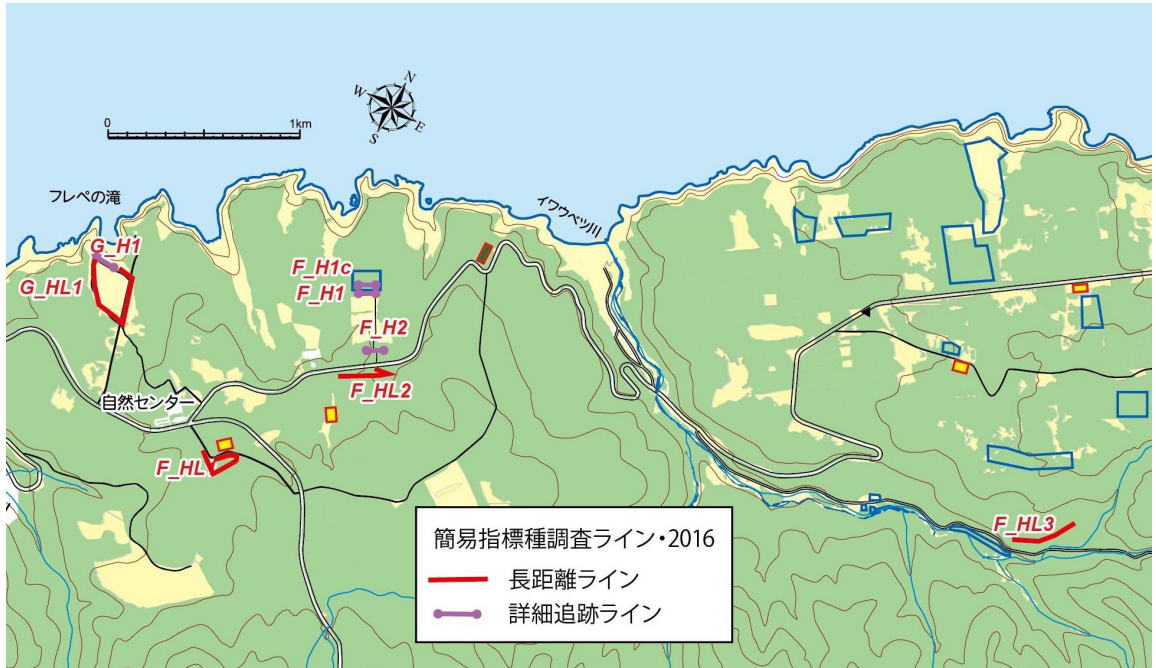 N
W
E
S
0
1km
フレペの滝
イワウベツ川
G_H1
G_HL1
F_H1c
F_H1
F_H2
F_HL2
自然センター
F_HL
F_HL3
簡易指標種調査ライン・2016
長距離ライン
詳細追跡ライン